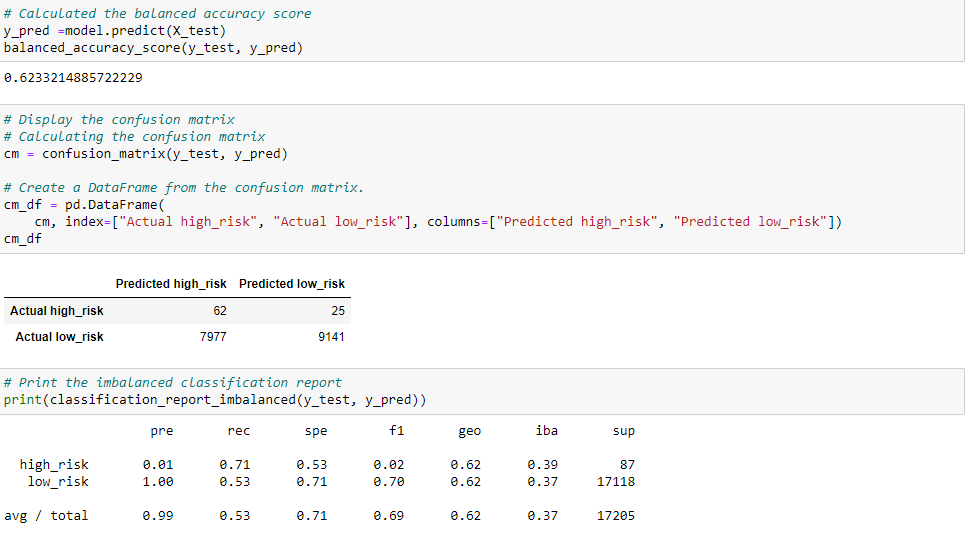 # Calculated the balanced accuracy score
y_pred =model.predict(X_test)
balanced_accuracy_score(y_test, y_pred)
0.6233214885722229
# Display the confusion matrix
# Calculating the confusion matrix
cm = confusion_matrix(y_test, y_pred)
# Create a DataFrame from the confusion matrix.
cm_df = pd.DataFrame(
    cm, index=["Actual high_risk", "Actual low_risk"], columns=["Predicted high_risk", "Predicted low_risk"])
cm_df
Predicted high_risk Predicted low_risk
Actual high_risk 62 25
Actual low_risk 7977 9141
# Print the imbalanced classification report
print(classification_report_imbalanced(y_test, y_pred))
pre rec spe f1 geo iba sup
high_risk 0.01 0.71 0.53 0.02 0.62 0.39 87
low_risk 1.00 0.53 0.71 0.70 0.62 0.37 17118
avg / total 0.99 0.53 0.71 0.69 0.62 0.37 17205